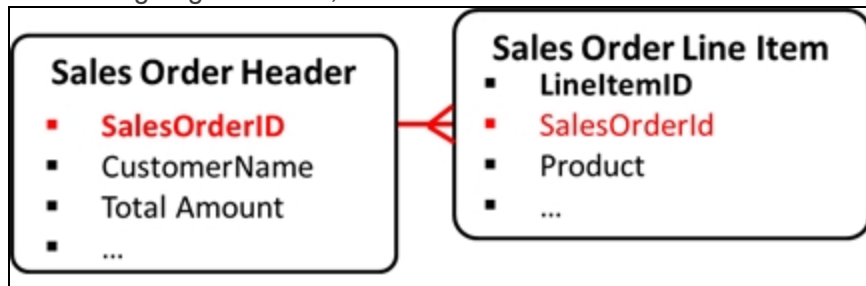 Sales Order Header
▪ SalesOrderID
▪ CustomerName
▪ Total Amount
▪ ...
Sales Order Line Item
▪ LineItemID
▪ SalesOrderId
▪ Product
▪ ...